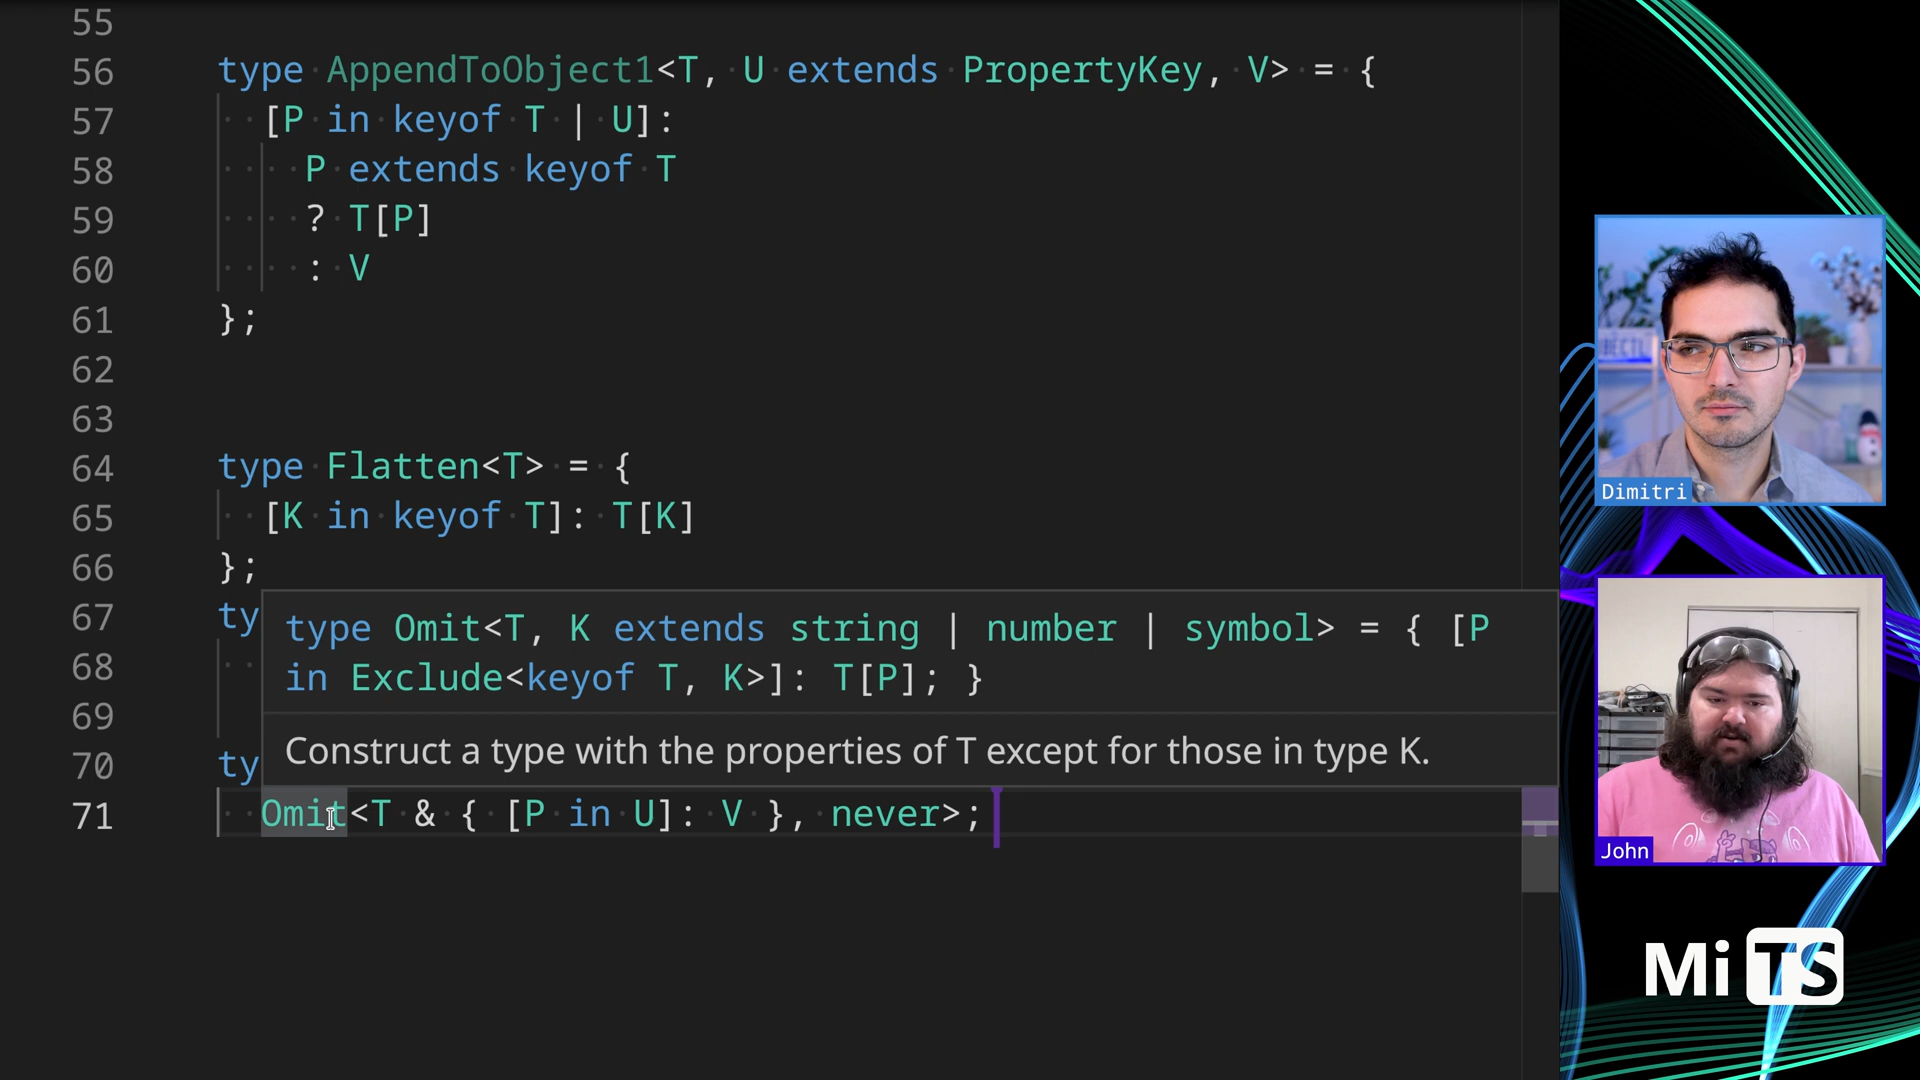 55
56 type AppendToObject1<T, U extends PropertyKey, V> = {
57 [P in keyof T | U]:
58 P extends keyof T
59 ? T[P]
60 : V
61 };
62
63
64 type Flatten<T> = {
65 [K in keyof T]: T[K]
66 };
67 ty
type Omit<T, K extends string | number | symbol> = { [P
in Exclude<keyof T, K>]: T[P]; }
68
69
Construct a type with the properties of T except for those in type K.
70 ty
71 Omit<T & { [P in U]: V }, never>;
Dimitri
John
Mi TS